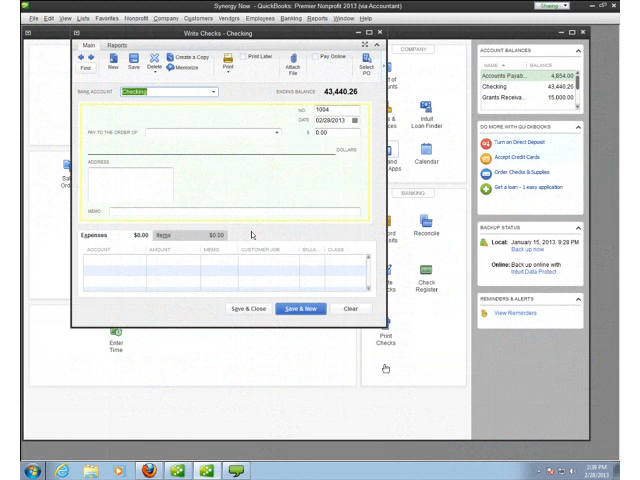 Synergy Now - QuickBooks: Premier Nonprofit 2013 (via Accountant)
Sharing
File Edit View Lists Favorites Nonprofit Company Customers Vendors Employees Banking Reports Window Help
Write Checks - Checking
Main Reports
Find New Save Delete Create a Copy Memorize Print Print Later Attach File Pay Online Select PO
BANK ACCOUNT Checking ENDING BALANCE 43,440.26
NO. 1004
DATE 02/28/2013
PAY TO THE ORDER OF $ 0.00
DOLLARS
ADDRESS
MEMO
Expenses $0.00 Items $0.00
ACCOUNT AMOUNT MEMO CUSTOMER:JOB BILLA... CLASS
Save & Close Save & New Clear
Enter Time
COMPANY
Intuit Loan Finder
Calendar
BANKING
Reconcile
Check Register
Print Checks
ACCOUNT BALANCES
NAME BALANCE
Accounts Payab... 4,854.00
Checking 43,440.26
Grants Receiva... 15,000.00
DO MORE WITH QUICKBOOKS
Turn on Direct Deposit
Accept Credit Cards
Order Checks & Supplies
Get a loan - 1 easy application
BACKUP STATUS
Local: January 15, 2013, 9:28 PM
Back up now
Online: Back up online with
Intuit Data Protect
REMINDERS & ALERTS
View Reminders
2:39 PM
2/28/2013